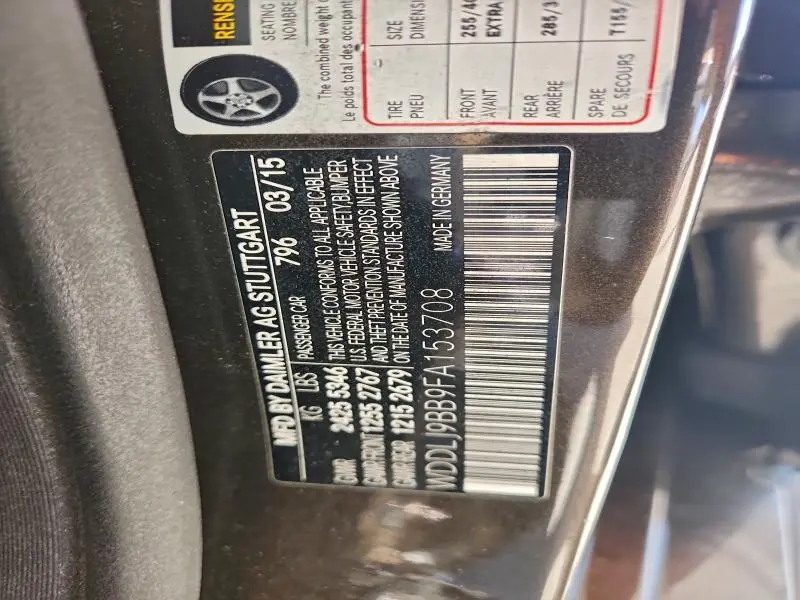 RENSE
SEATING
NOMBRE
The combined weight o
Le poids total des occupant
TIRE SIZE
PNEU DIMENSI
FRONT 255/40
AVANT EXTRA
REAR 285/3
ARRIÈRE
SPARE T155/
DE SECOURS
MFD BY DAIMLER AG STUTTGART
796 03/15
KG LBS PASSENGER CAR
GVWR 2425 5346 THIS VEHICLE CONFORMS TO ALL APPLICABLE
U.S. FEDERAL MOTOR VEHICLE SAFETY,BUMPER
GAWR FRONT 1255 2767 AND THEFT PREVENTION STANDARDS IN EFFECT
GAWR REAR 1215 2679 ON THE DATE OF MANUFACTURE SHOWN ABOVE
WDDLJ9BB9FA153708 MADE IN GERMANY